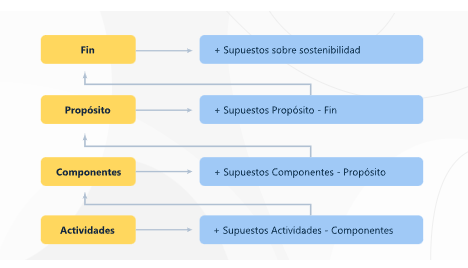 Fin
+ Supuestos sobre sostenibilidad
Propósito
+ Supuestos Propósito - Fin
Componentes
+ Supuestos Componentes - Propósito
Actividades
+ Supuestos Actividades - Componentes